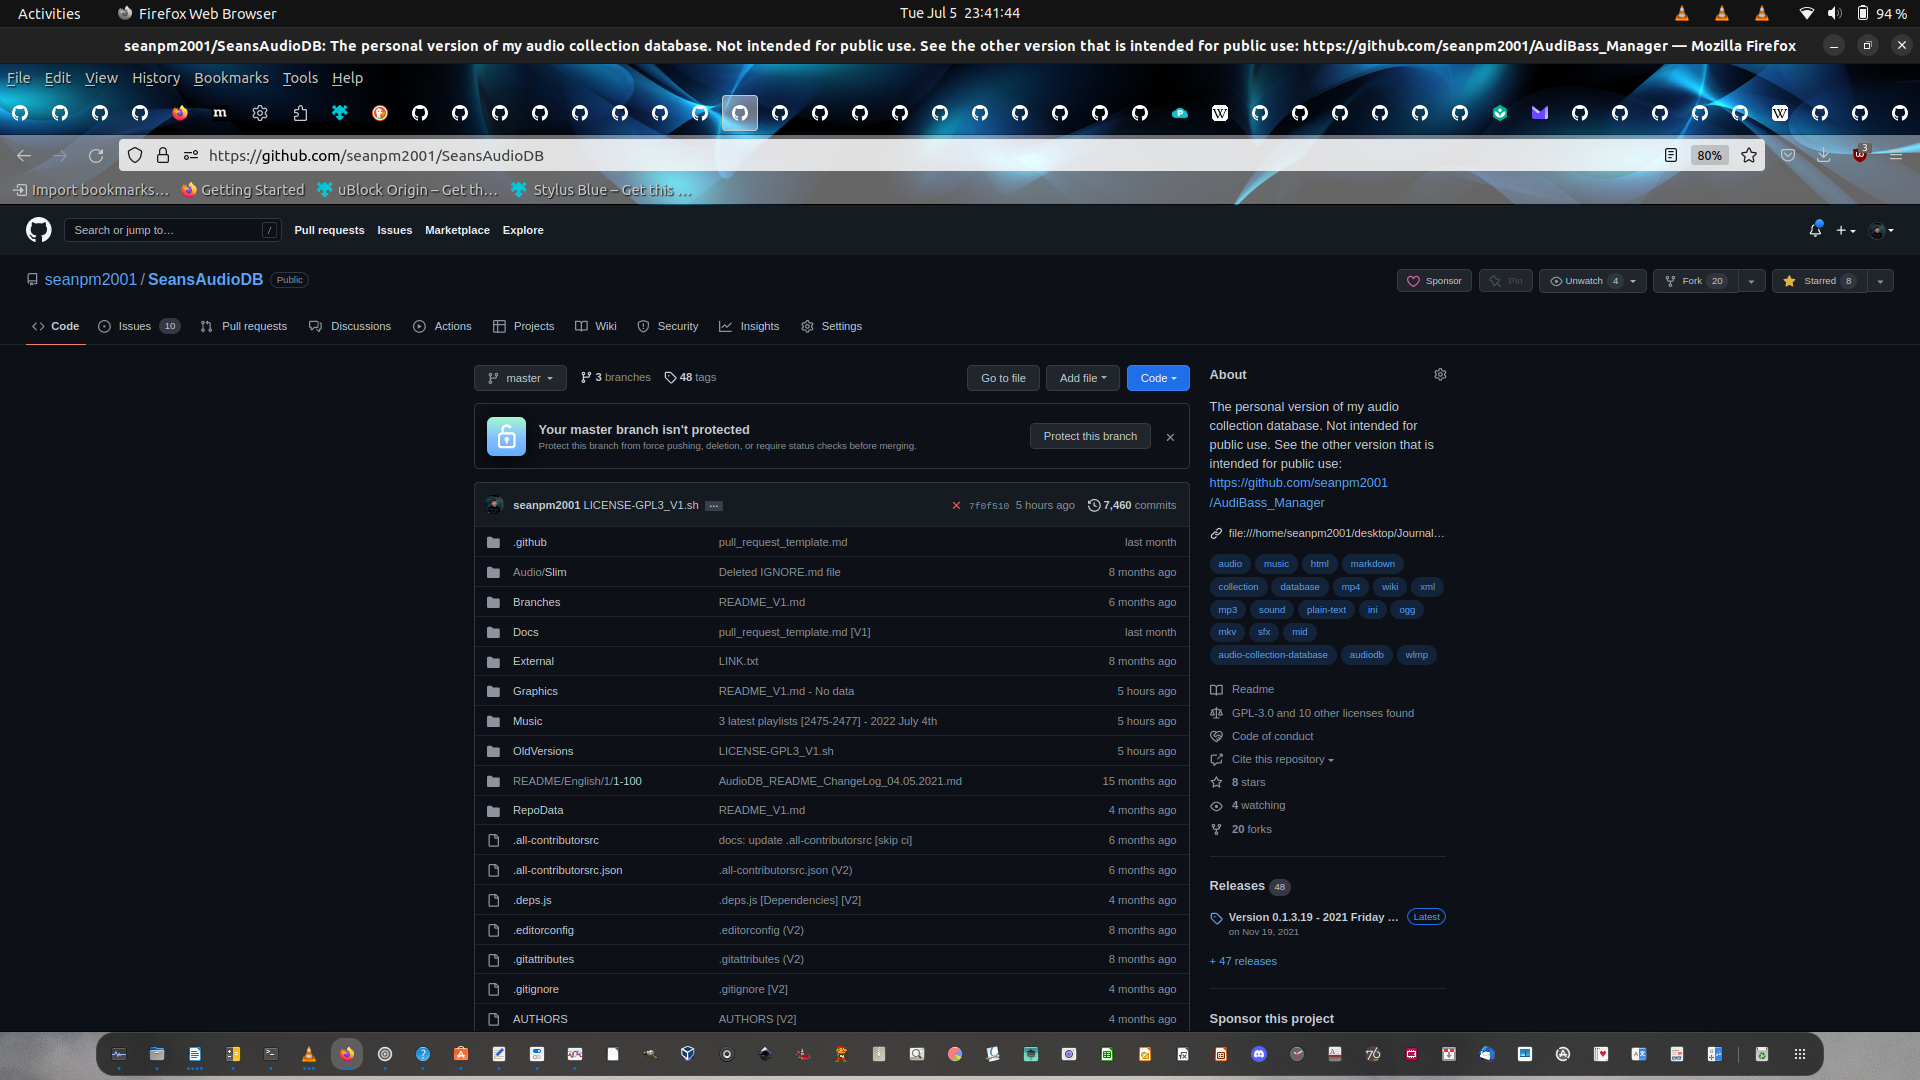 Activities
Firefox Web Browser
Tue Jul 5 23:41:44
94 %
seanpm2001/SeansAudioDB: The personal version of my audio collection database. Not intended for public use. See the other version that is intended for public use: https://github.com/seanpm2001/AudiBass_Manager — Mozilla Firefox
File Edit View History Bookmarks Tools Help
https://github.com/seanpm2001/SeansAudioDB
80%
3
Import bookmarks…
Getting Started
uBlock Origin – Get th…
Stylus Blue – Get this …
Search or jump to…
/
Pull requests Issues Marketplace Explore
seanpm2001 / SeansAudioDB Public
Sponsor
Pin
Unwatch 4
Fork 20
Starred 8
Code
Issues 10
Pull requests
Discussions
Actions
Projects
Wiki
Security
Insights
Settings
master
3 branches
48 tags
Go to file
Add file
Code
Your master branch isn't protected
Protect this branch from force pushing, deletion, or require status checks before merging.
Protect this branch
seanpm2001 LICENSE-GPL3_V1.sh ...
7f0f510 5 hours ago
7,460 commits
.github pull_request_template.md last month
Audio/Slim Deleted IGNORE.md file 8 months ago
Branches README_V1.md 6 months ago
Docs pull_request_template.md [V1] last month
External LINK.txt 8 months ago
Graphics README_V1.md - No data 5 hours ago
Music 3 latest playlists [2475-2477] - 2022 July 4th 5 hours ago
OldVersions LICENSE-GPL3_V1.sh 5 hours ago
README/English/1/1-100 AudioDB_README_ChangeLog_04.05.2021.md 15 months ago
RepoData README_V1.md 4 months ago
.all-contributorsrc docs: update .all-contributorsrc [skip ci] 6 months ago
.all-contributorsrc.json .all-contributorsrc.json (V2) 6 months ago
.deps.js .deps.js [Dependencies] [V2] 4 months ago
.editorconfig .editorconfig (V2) 8 months ago
.gitattributes .gitattributes (V2) 8 months ago
.gitignore .gitignore [V2] 4 months ago
AUTHORS AUTHORS [V2] 4 months ago
About
The personal version of my audio
collection database. Not intended for
public use. See the other version that is
intended for public use:
https://github.com/seanpm2001
/AudiBass_Manager
file:///home/seanpm2001/desktop/Journal…
audio music html markdown
collection database mp4 wiki xml
mp3 sound plain-text ini ogg
mkv sfx mid
audio-collection-database audiodb wlmp
Readme
GPL-3.0 and 10 other licenses found
Code of conduct
Cite this repository
8 stars
4 watching
20 forks
Releases 48
Version 0.1.3.19 - 2021 Friday … Latest
on Nov 19, 2021
+ 47 releases
Sponsor this project